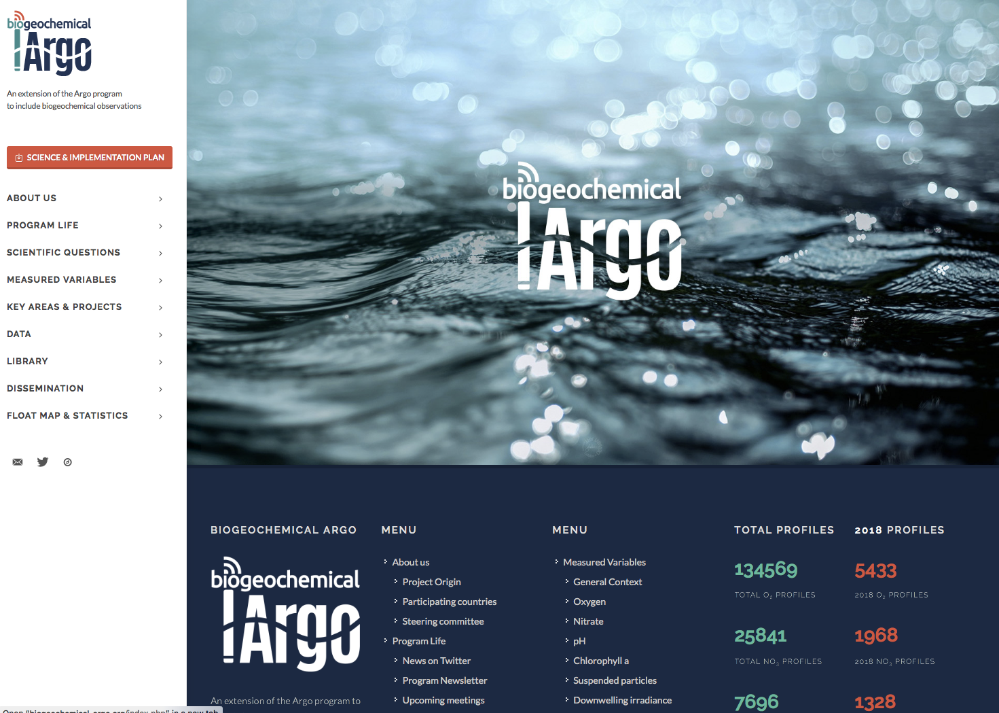 biogeochemical
Argo
An extension of the Argo program
to include biogeochemical observations
SCIENCE & IMPLEMENTATION PLAN
ABOUT US
PROGRAM LIFE
SCIENTIFIC QUESTIONS
MEASURED VARIABLES
KEY AREAS & PROJECTS
DATA
LIBRARY
DISSEMINATION
FLOAT MAP & STATISTICS
biogeochemical
Argo
BIOGEOCHEMICAL ARGO
biogeochemical
Argo
An extension of the Argo program to
MENU
About us
Project Origin
Participating countries
Steering committee
Program Life
News on Twitter
Program Newsletter
Upcoming meetings
MENU
Measured Variables
General Context
Oxygen
Nitrate
pH
Chlorophyll a
Suspended particles
Downwelling irradiance
TOTAL PROFILES
134569
TOTAL O₂ PROFILES
25841
TOTAL NO₃ PROFILES
7696
2018 PROFILES
5433
2018 O₂ PROFILES
1968
2018 NO₃ PROFILES
1328
Open "biogeochemical-argo.org/index.php" in a new tab